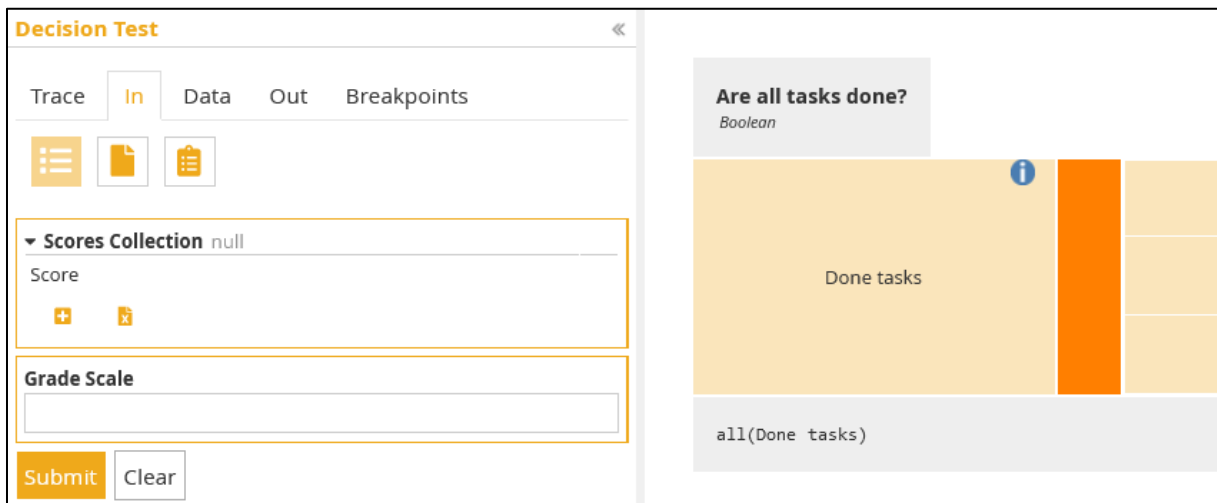 Decision Test
Trace In Data Out Breakpoints
Scores Collection null
Score
Grade Scale
Submit Clear
Are all tasks done?
Boolean
Done tasks
all(Done tasks)